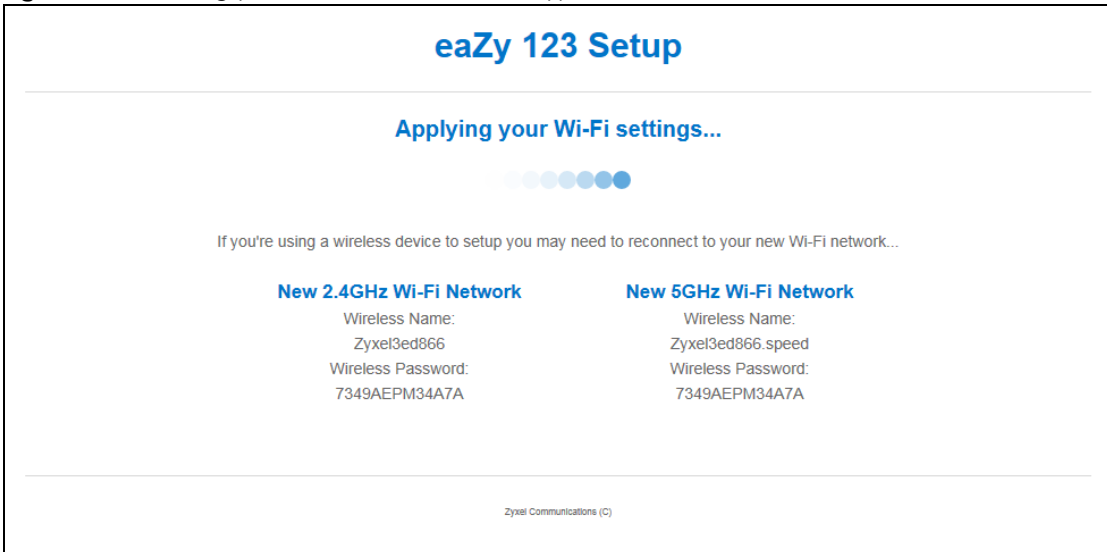 eaZy 123 Setup
Applying your Wi-Fi settings...
If you're using a wireless device to setup you may need to reconnect to your new Wi-Fi network...
New 2.4GHz Wi-Fi Network
Wireless Name:
Zyxel3ed866
Wireless Password:
7349AEPM34A7A
New 5GHz Wi-Fi Network
Wireless Name:
Zyxel3ed866.speed
Wireless Password:
7349AEPM34A7A
Zyxel Communications (C)